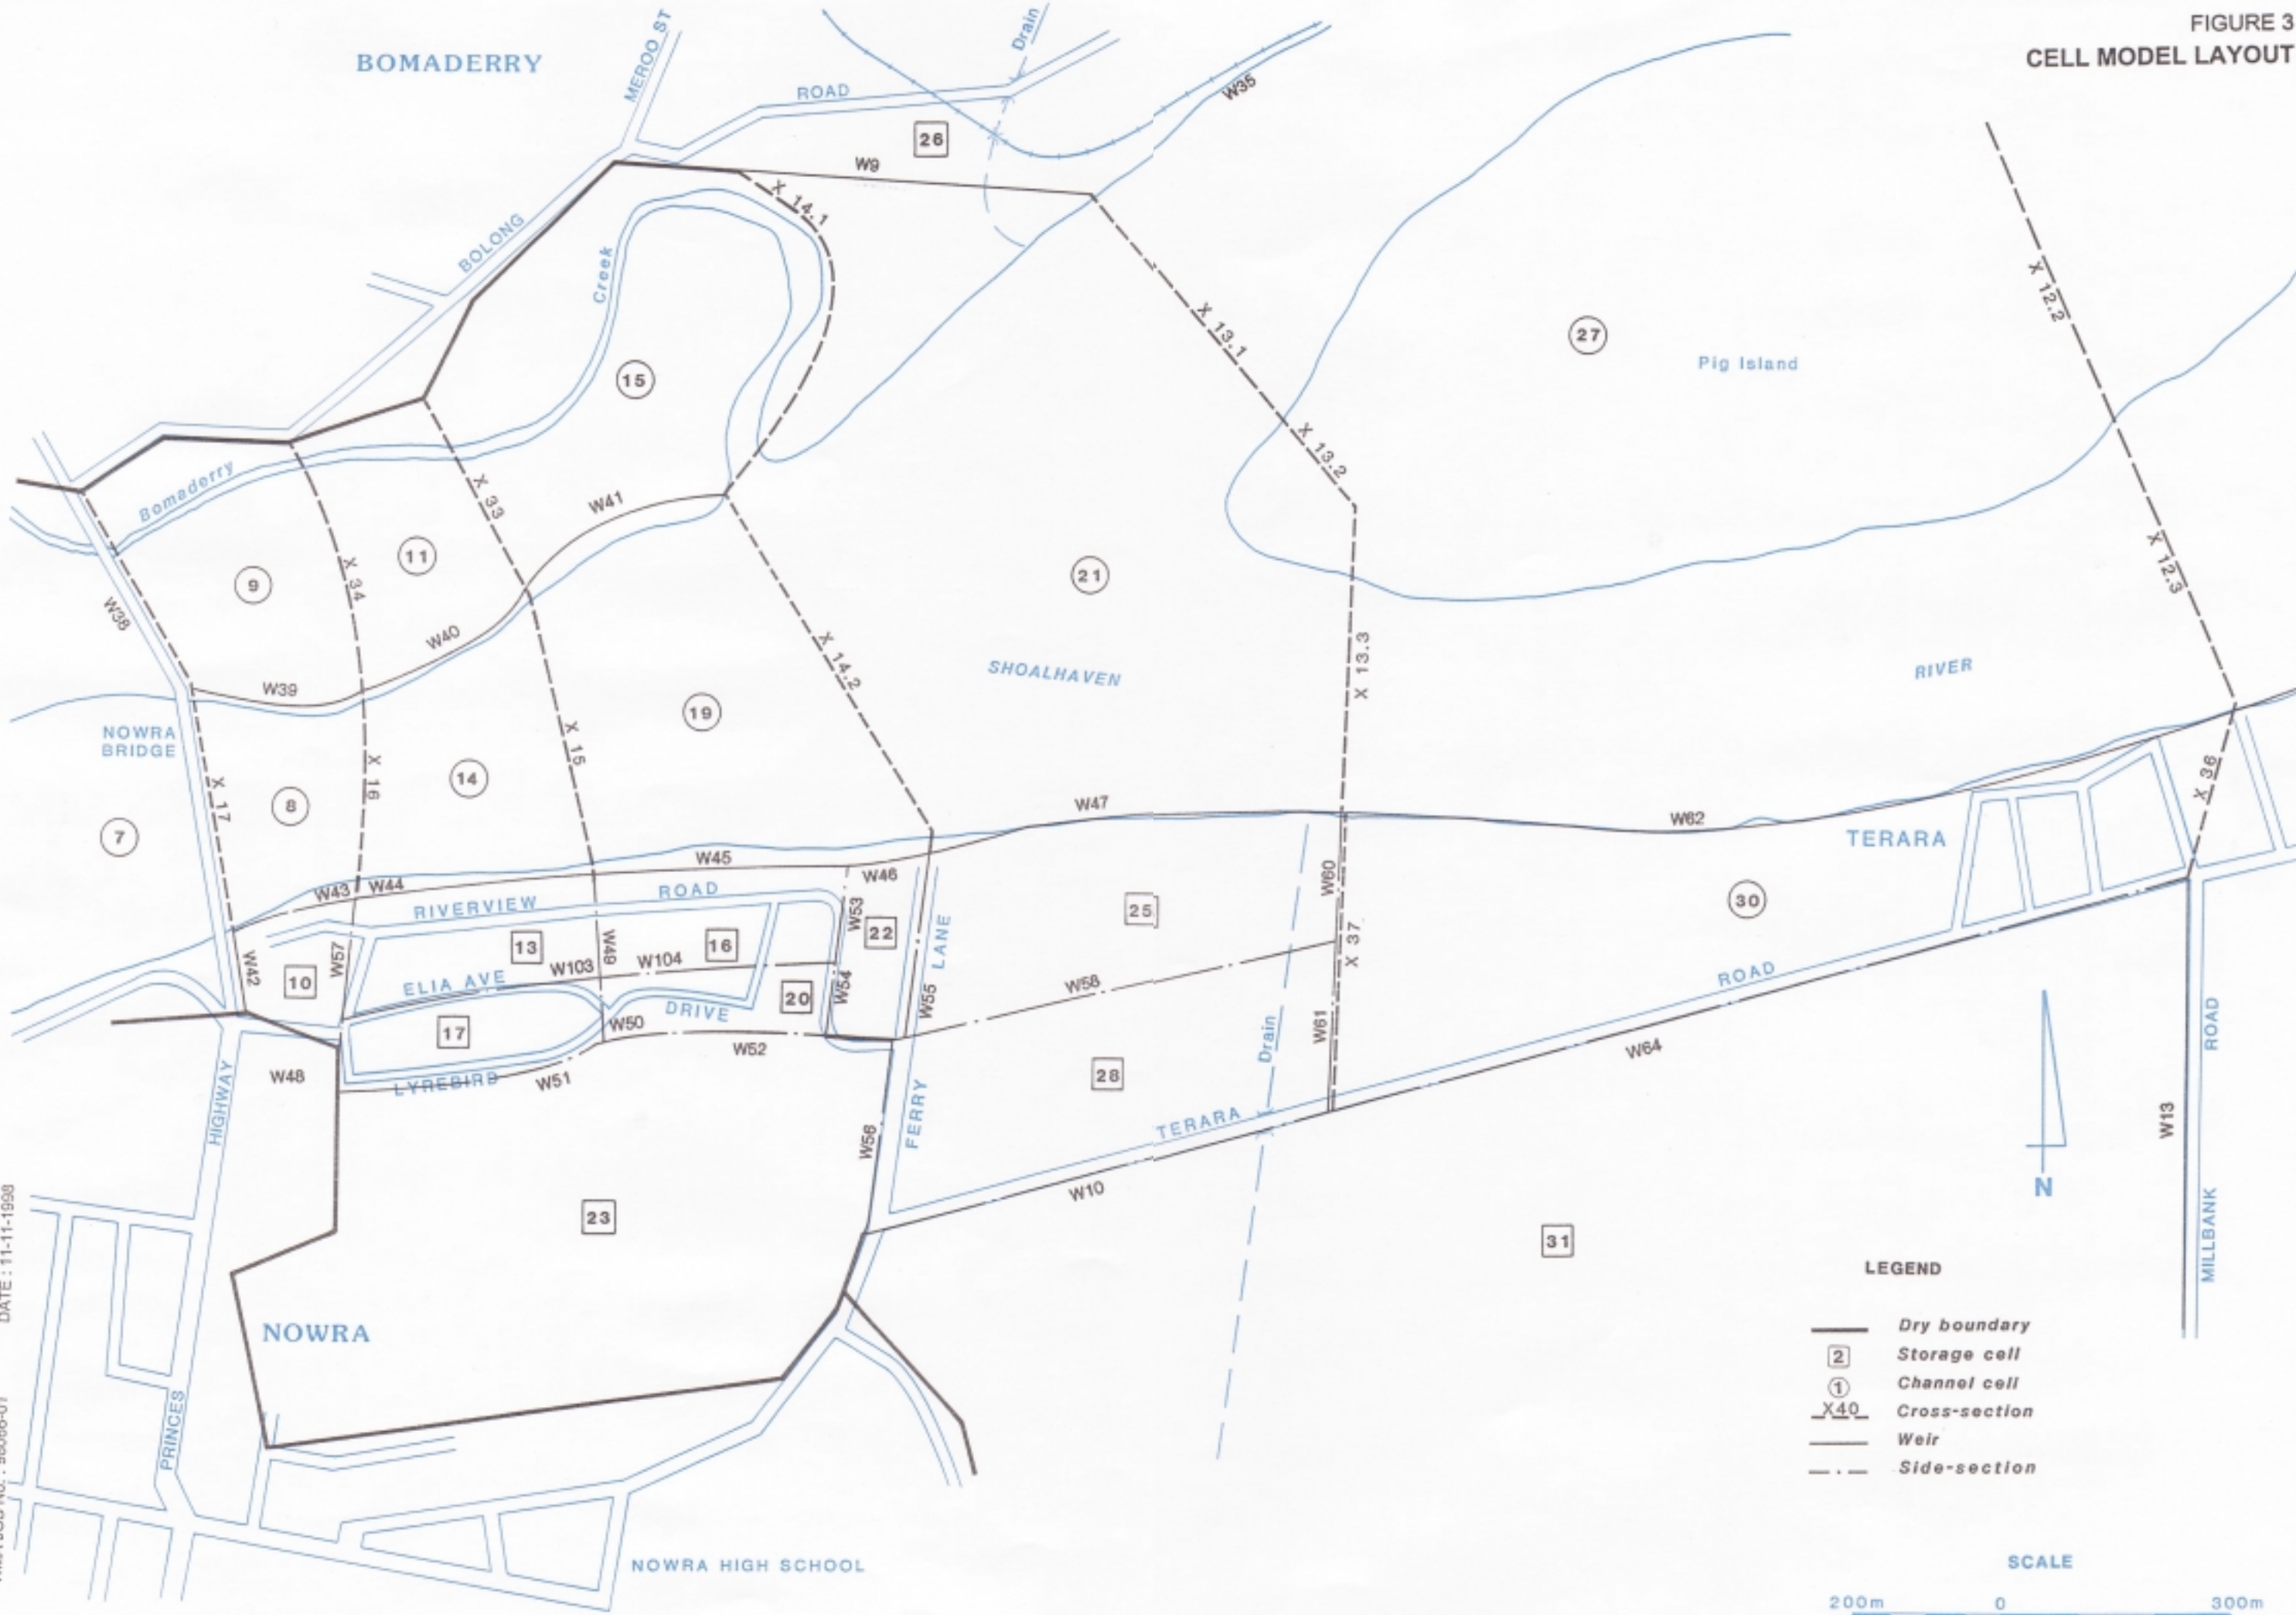 FIGURE 3
CELL MODEL LAYOUT
BOMADERRY
MEROO ST
ROAD
Drain
W35
26
W9
X 14.1
BOLONG
Creek
X 13.1
X 12.2
27
Pig Island
15
X 13.2
Bomaderry
X 33
W41
11
9
X 34
21
X 12.3
W38
W40
X 14.2
X 13.3
SHOALHAVEN
RIVER
W39
19
NOWRA
BRIDGE
X 15
14
X 16
X 17
8
7
X 36
W47
W62
TERARA
W45
W46
W43
W44
RIVERVIEW
ROAD
W60
W53
22
25
30
LANE
13
W49
16
W57
W42
10
W103
W104
X 37
ELIA AVE
20
W54
W58
W55
DRIVE
ROAD
17
W50
W61
Drain
ROAD
W52
W48
W64
LYREBIRD
W51
28
HIGHWAY
FERRY
TERARA
W56
W13
W10
N
23
31
MILLBANK
DATE : 11-11-1998
LEGEND
Dry boundary
2 Storage cell
1 Channel cell
X40 Cross-section
Weir
Side-section
NOWRA
PRINCES
NOWRA HIGH SCHOOL
SCALE
200m 0 300m